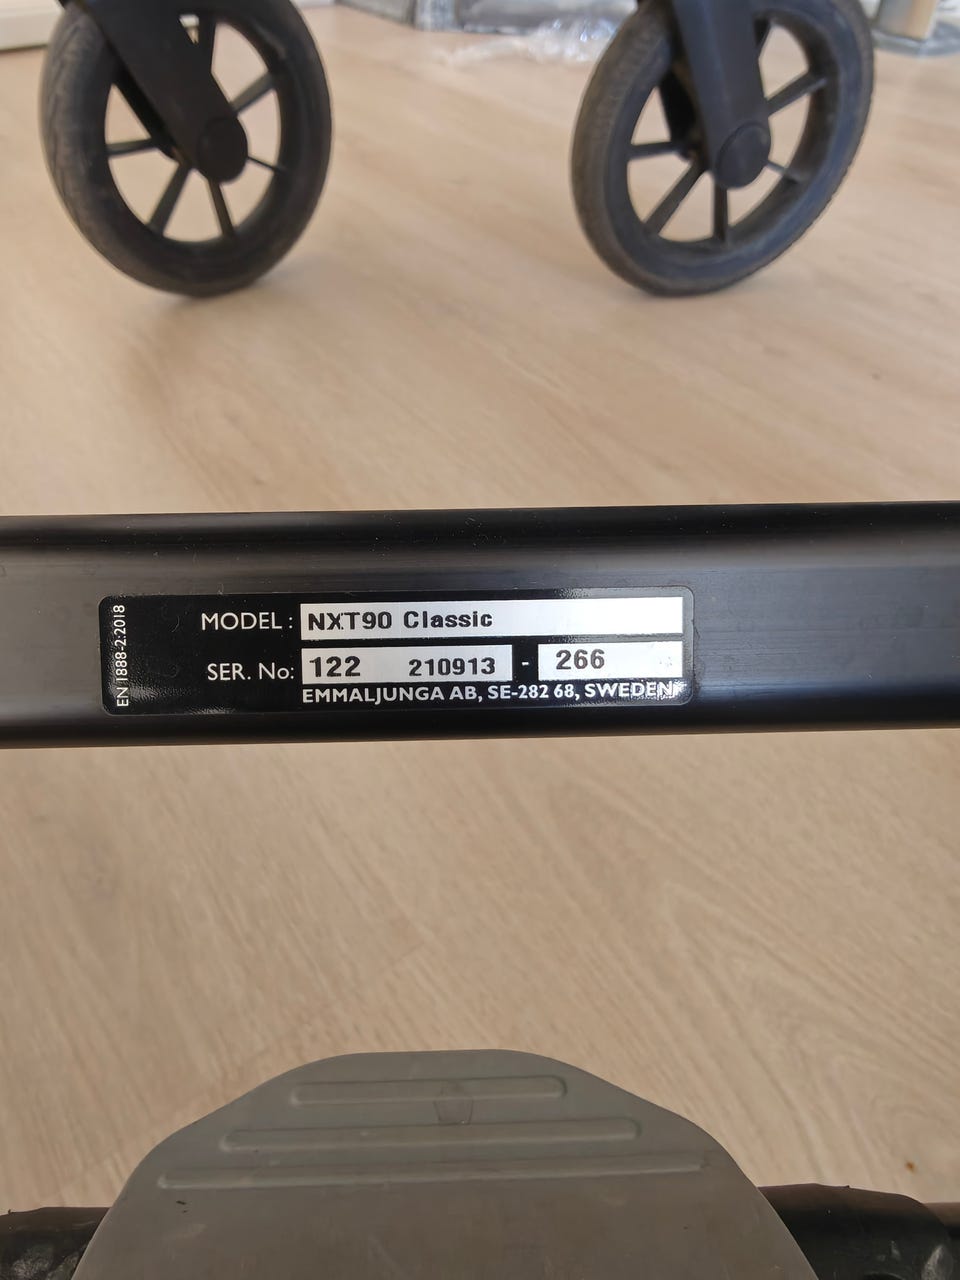 EN 1888-2:2018
MODEL : NXT90 Classic
SER. No: 122 210913 - 266
EMMALJUNGA AB, SE-282 68, SWEDEN